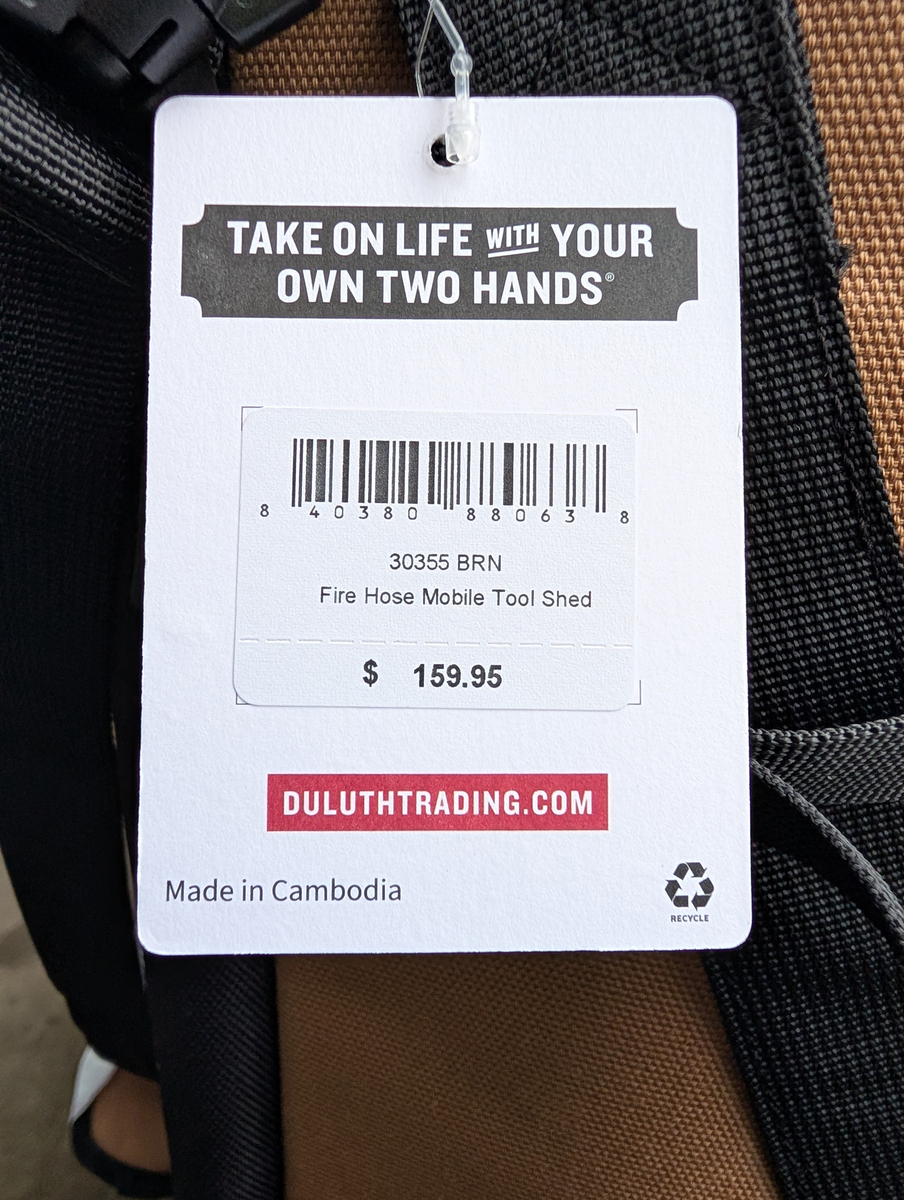 TAKE ON LIFE WITH YOUR
OWN TWO HANDS®
8 40380 88063 8
30355 BRN
Fire Hose Mobile Tool Shed
$ 159.95
DULUTHTRADING.COM
Made in Cambodia
RECYCLE